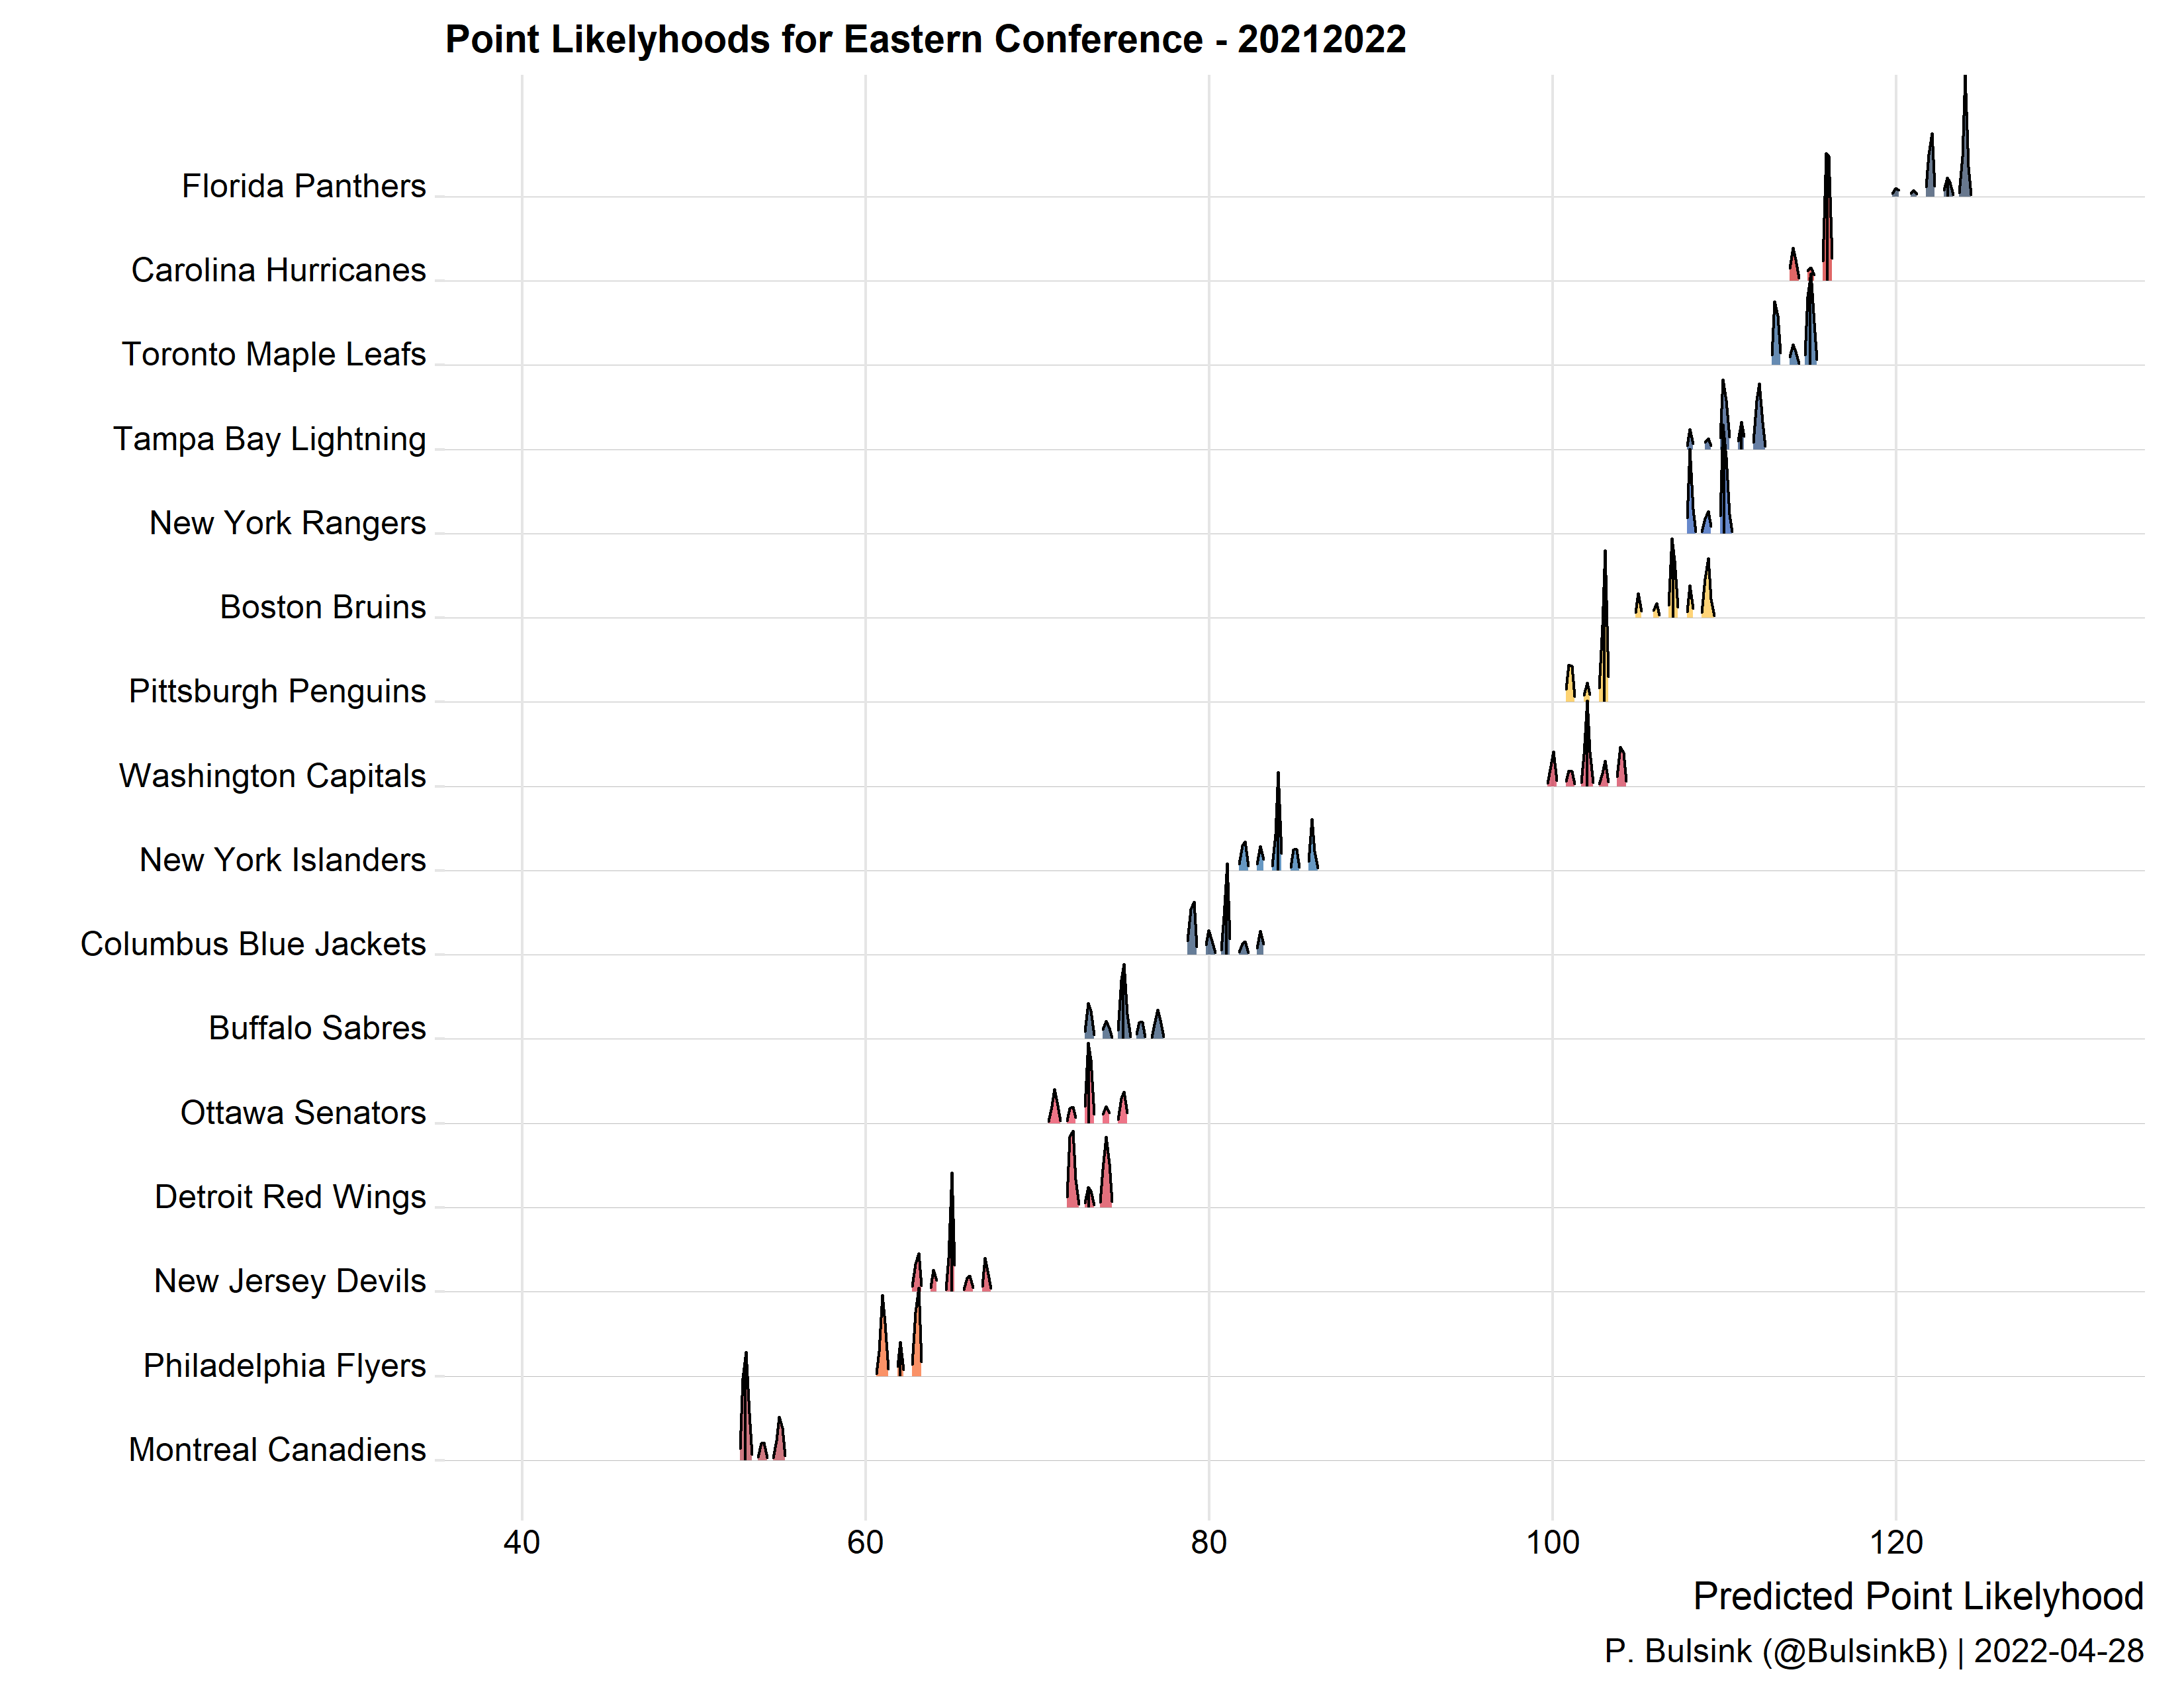 Point Likelyhoods for Eastern Conference - 20212022
Florida Panthers
Carolina Hurricanes
Toronto Maple Leafs
Tampa Bay Lightning
New York Rangers
Boston Bruins
Pittsburgh Penguins
Washington Capitals
New York Islanders
Columbus Blue Jackets
Buffalo Sabres
Ottawa Senators
Detroit Red Wings
New Jersey Devils
Philadelphia Flyers
Montreal Canadiens
40 60 80 100 120
Predicted Point Likelyhood
P. Bulsink (@BulsinkB) | 2022-04-28